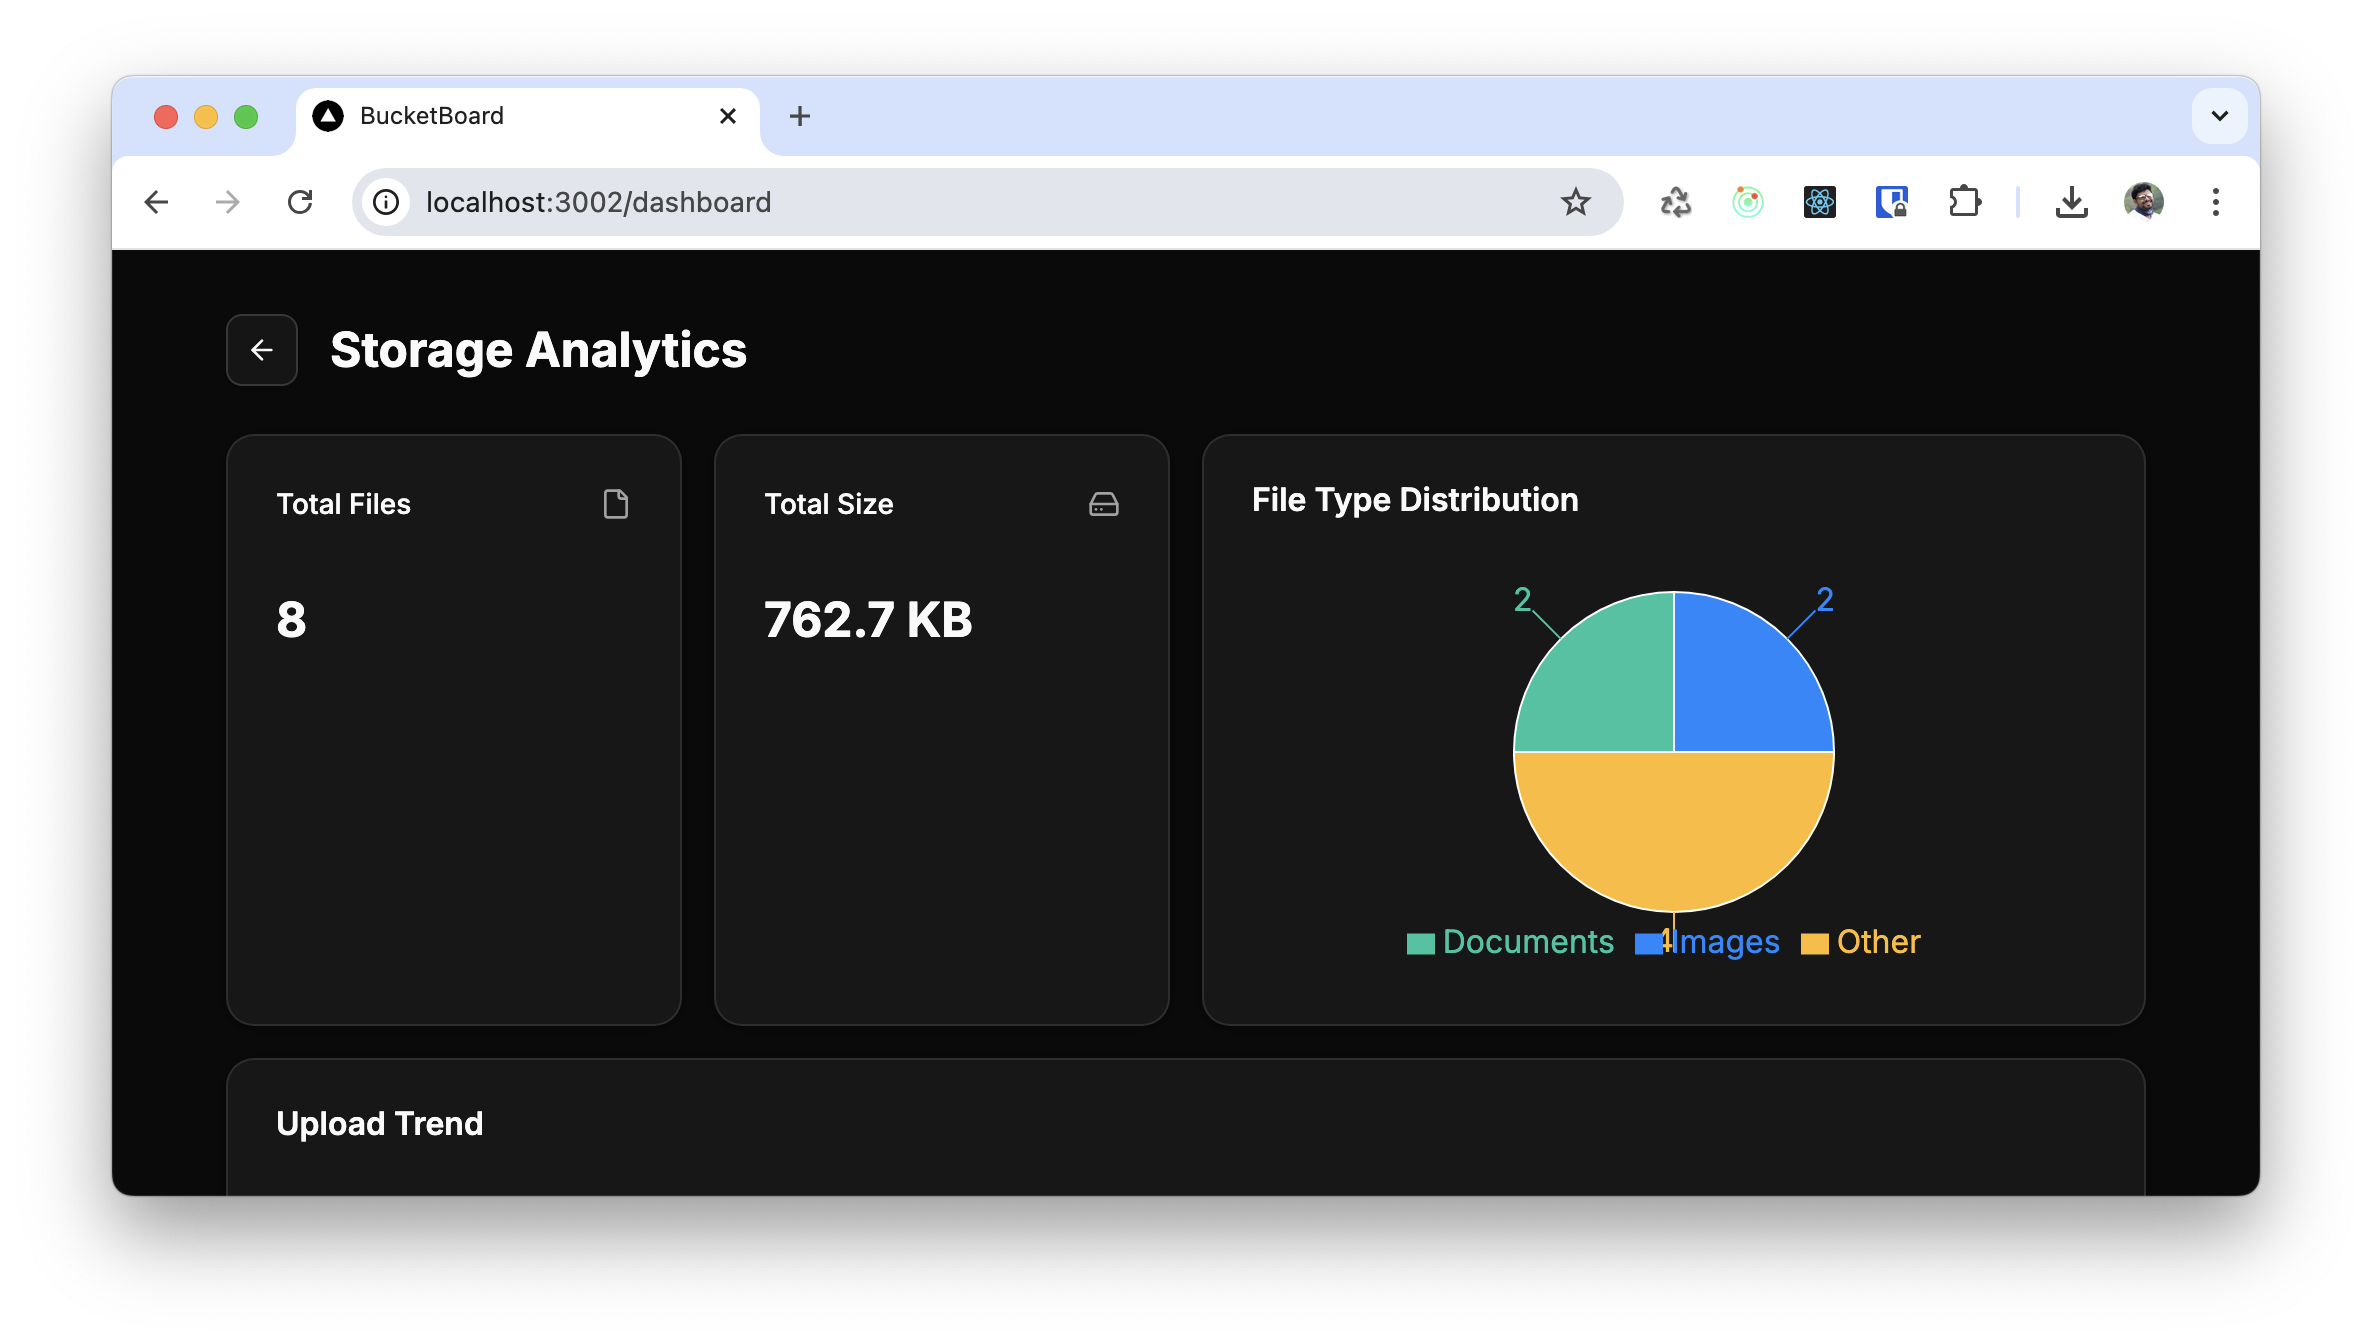 BucketBoard
localhost:3002/dashboard
Storage Analytics
Total Files
8
Total Size
762.7 KB
File Type Distribution
2
2
4
Documents
Images
Other
Upload Trend